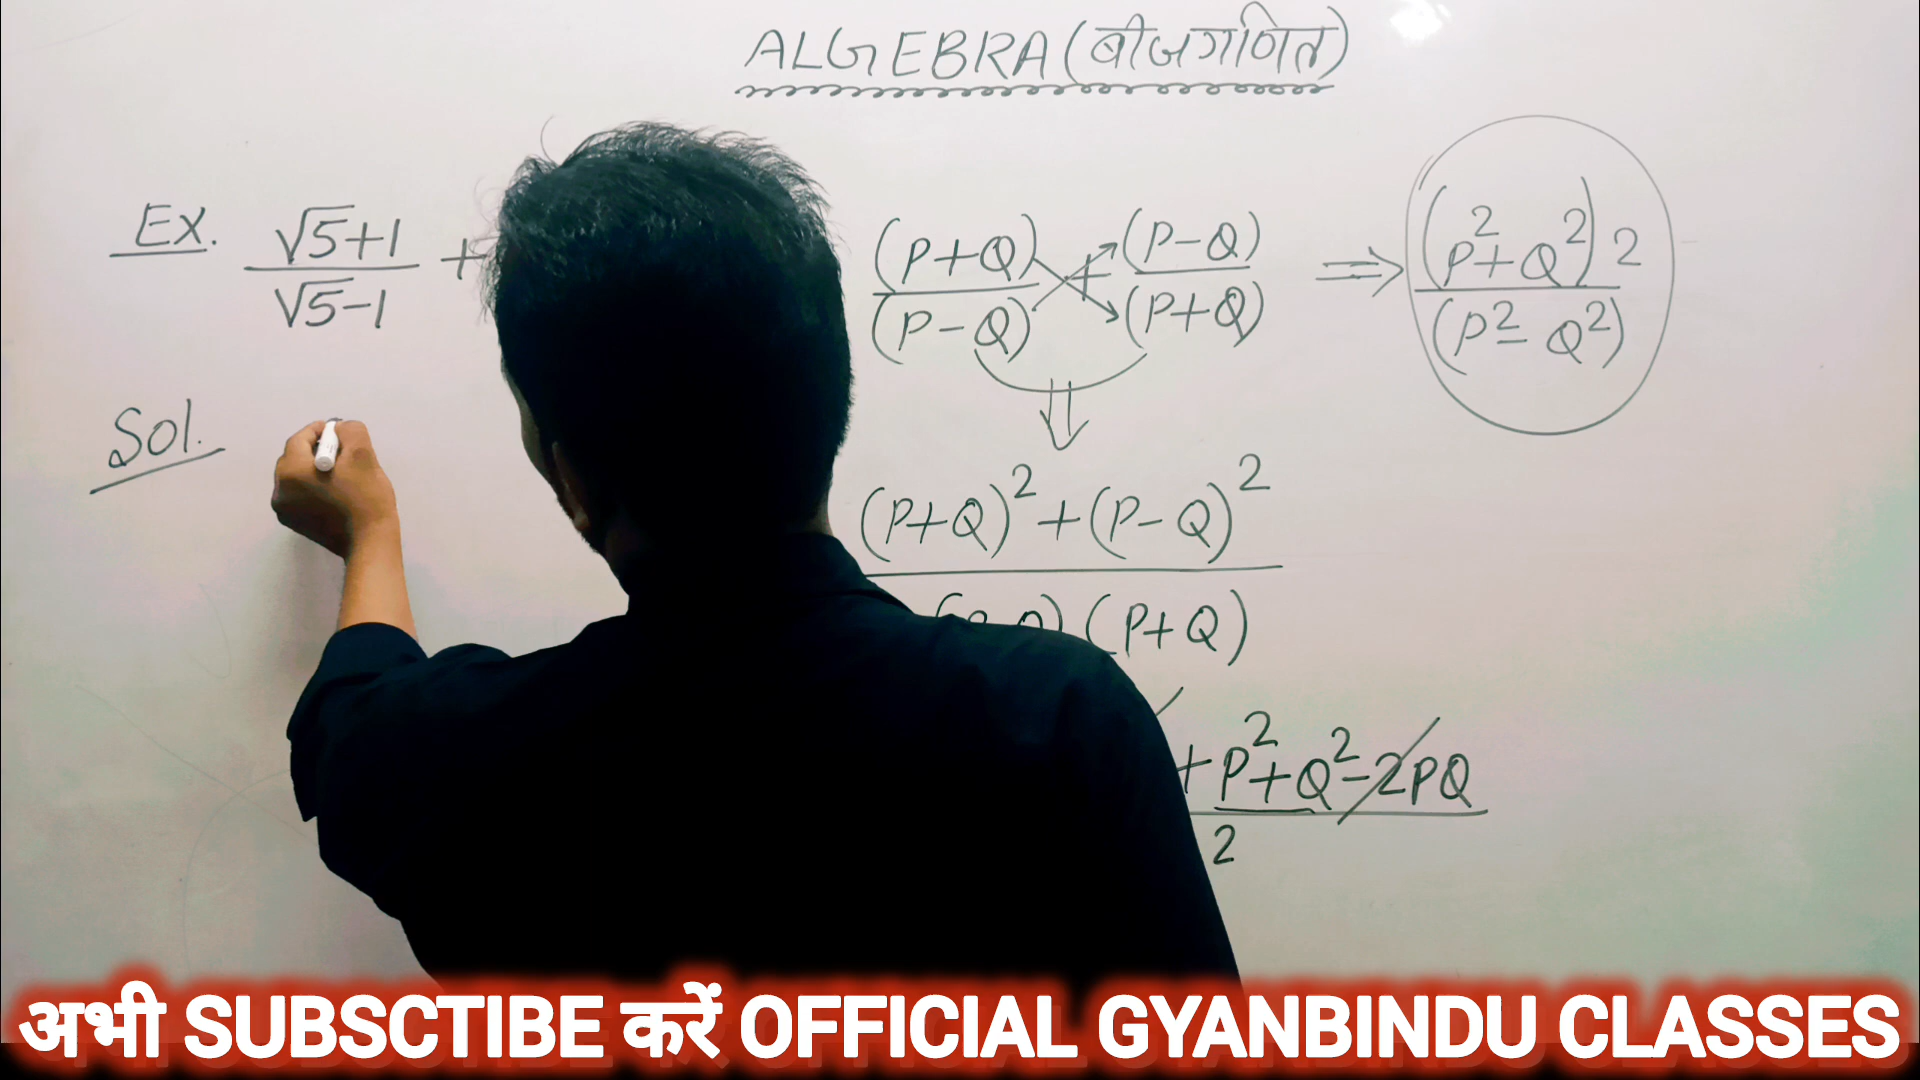 ALGEBRA (बीजगणित)
Ex. (√5+1)/(√5-1) +
(P+Q)/(P-Q) + (P-Q)/(P+Q) ⇒ (P²+Q²)2/(P²-Q²)
Sol.
⇓
(P+Q)²+(P-Q)²
(P+Q)
+P²+Q²-2PQ
2
अभी SUBSCTIBE करें OFFICIAL GYANBINDU CLASSES